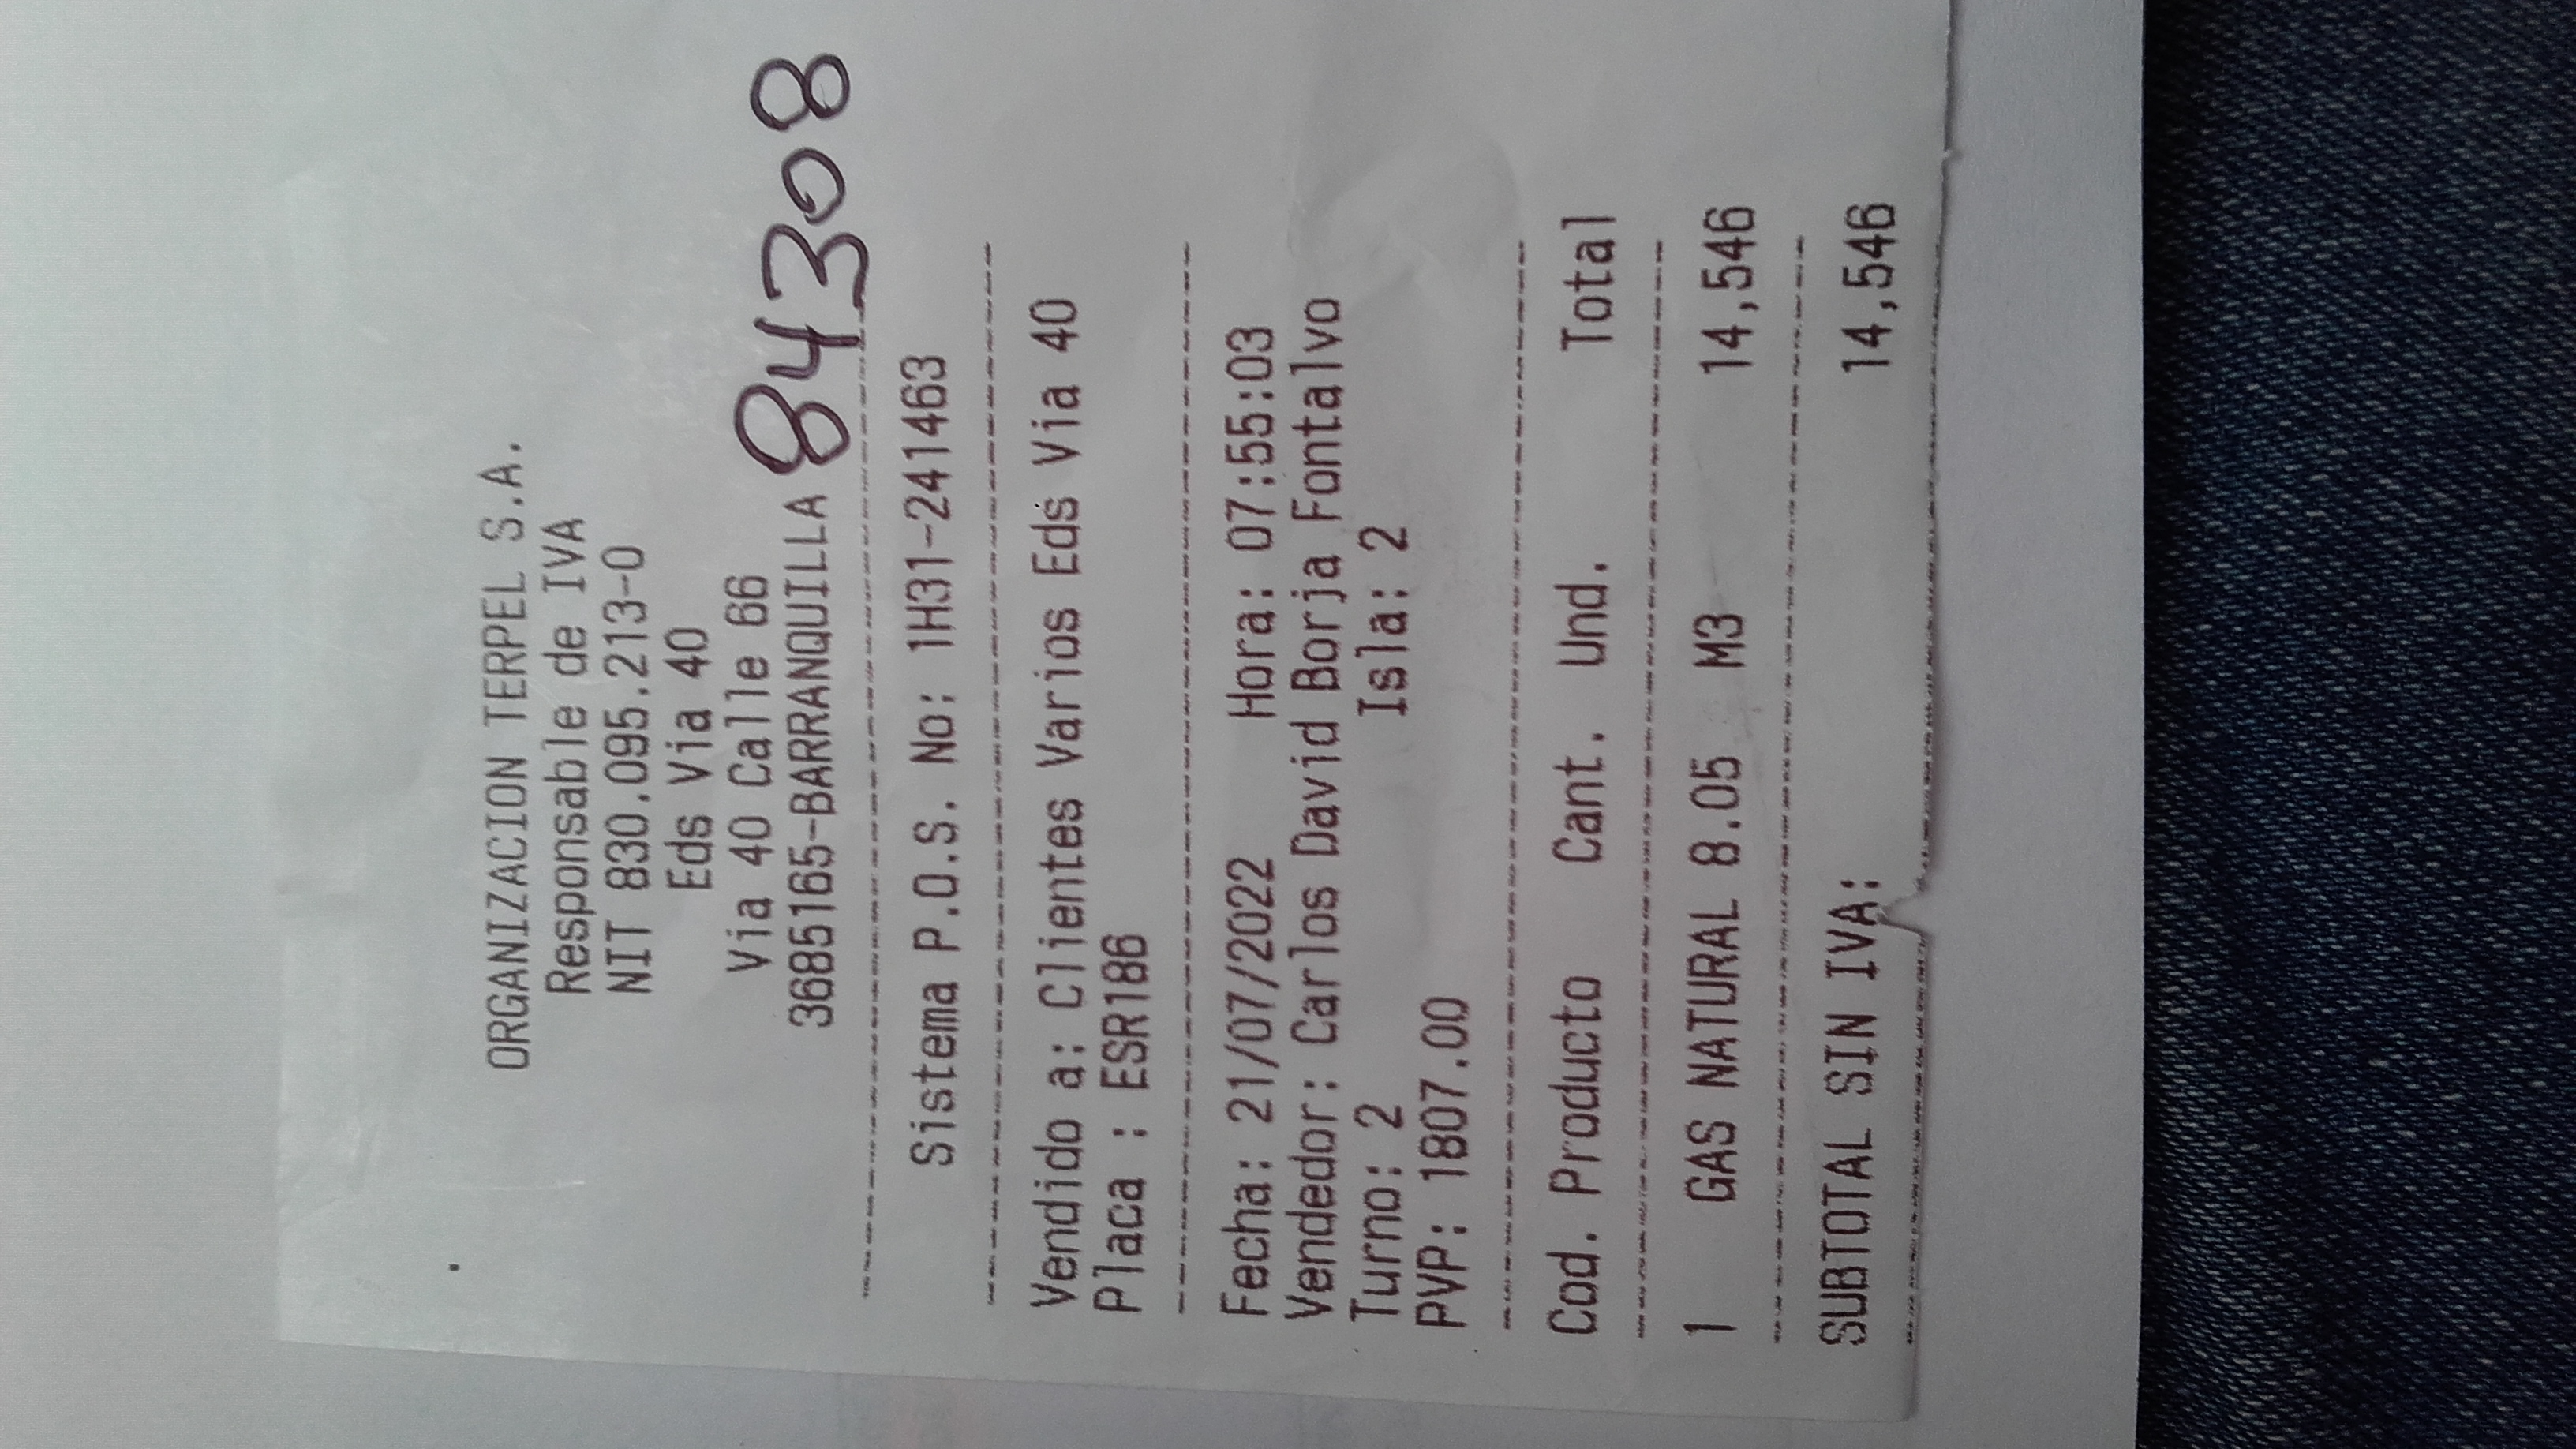 ORGANIZACION TERPEL S.A.
Responsable de IVA
NIT 830.095.213-0
Eds Via 40
Via 40 Calle 66
3685165-BARRANQUILLA 84308
Sistema P.O.S. No: 1H31-241463
Vendido a: Clientes Varios Eds Via 40
Placa : ESR186
Fecha: 21/07/2022 Hora: 07:55:03
Vendedor: Carlos David Borja Fontalvo
Turno: 2 Isla: 2
PVP: 1807.00
Cod. Producto Cant. Und. Total
1 GAS NATURAL 8.05 M3 14,546
SUBTOTAL SIN IVA: 14,546